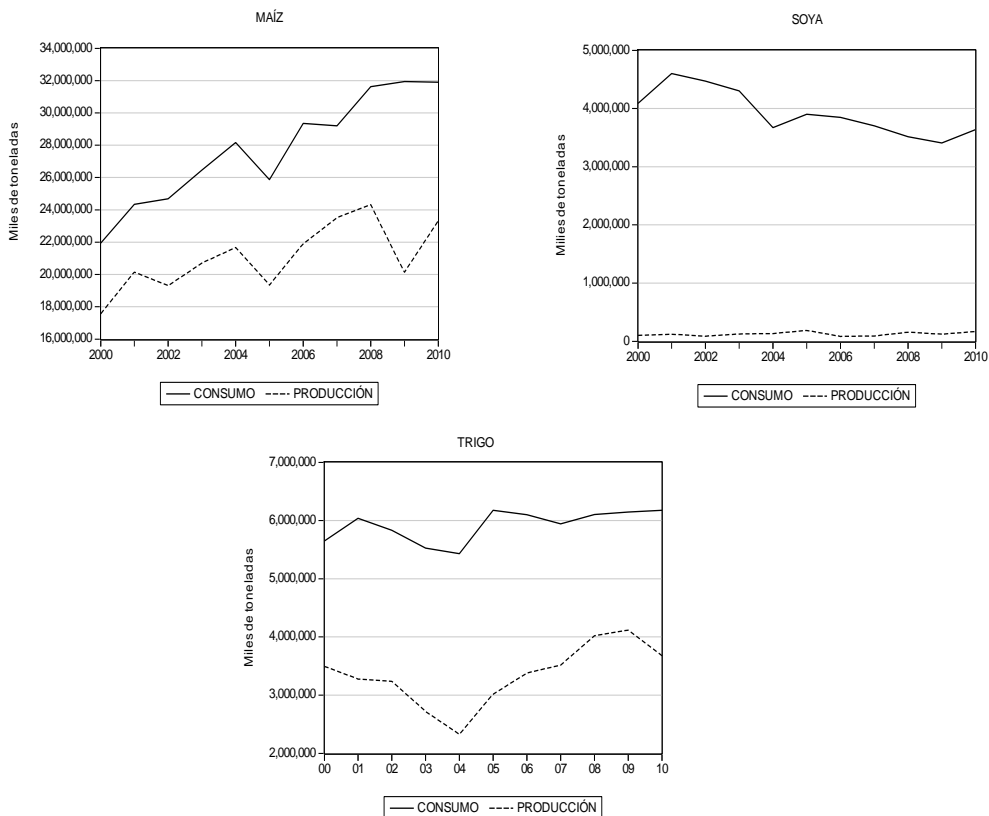 MAÍZ
34,000,000
32,000,000
30,000,000
28,000,000
26,000,000
24,000,000
22,000,000
20,000,000
18,000,000
16,000,000
Miles de toneladas
2000 2002 2004 2006 2008 2010
CONSUMO PRODUCCIÓN
SOYA
5,000,000
4,000,000
3,000,000
2,000,000
1,000,000
0
Miles de toneladas
2000 2002 2004 2006 2008 2010
CONSUMO PRODUCCIÓN
TRIGO
7,000,000
6,000,000
5,000,000
4,000,000
3,000,000
2,000,000
Miles de toneladas
00 01 02 03 04 05 06 07 08 09 10
CONSUMO PRODUCCIÓN